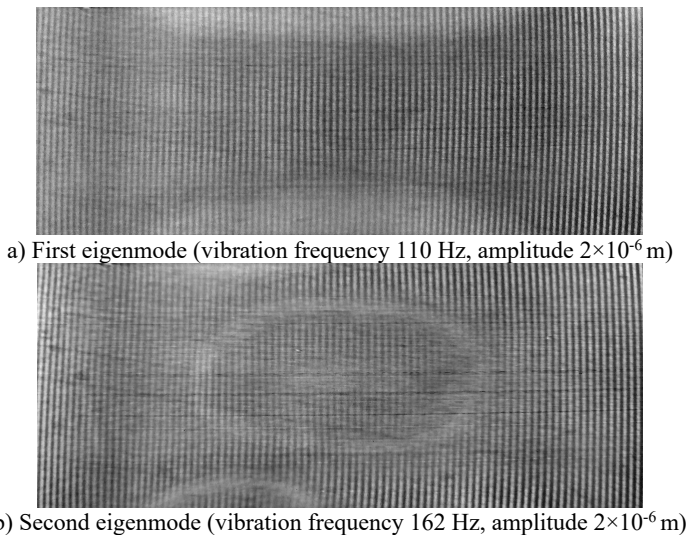 a) First eigenmode (vibration frequency 110 Hz, amplitude 2×10⁻⁶ m)
b) Second eigenmode (vibration frequency 162 Hz, amplitude 2×10⁻⁶ m)